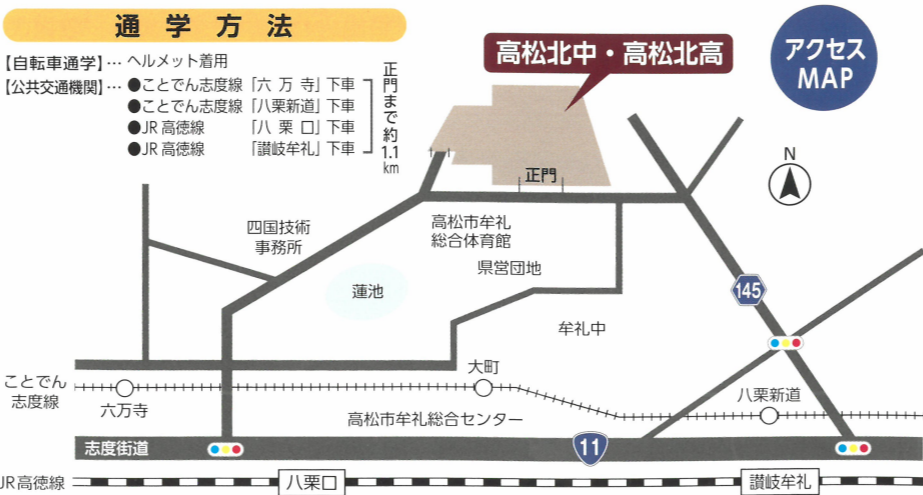 通学方法
【自転車通学】… ヘルメット着用
【公共交通機関】… ●ことでん志度線「六万寺」下車
●ことでん志度線「八栗新道」下車
●JR高徳線 「八栗口」下車
●JR高徳線 「讃岐牟礼」下車
正門まで約1.1km
高松北中・高松北高
アクセス
MAP
N
正門
四国技術
事務所
高松市牟礼
総合体育館
県営団地
蓮池
145
牟礼中
ことでん
志度線
六万寺
大町
八栗新道
高松市牟礼総合センター
志度街道
11
JR高徳線
八栗口
讃岐牟礼